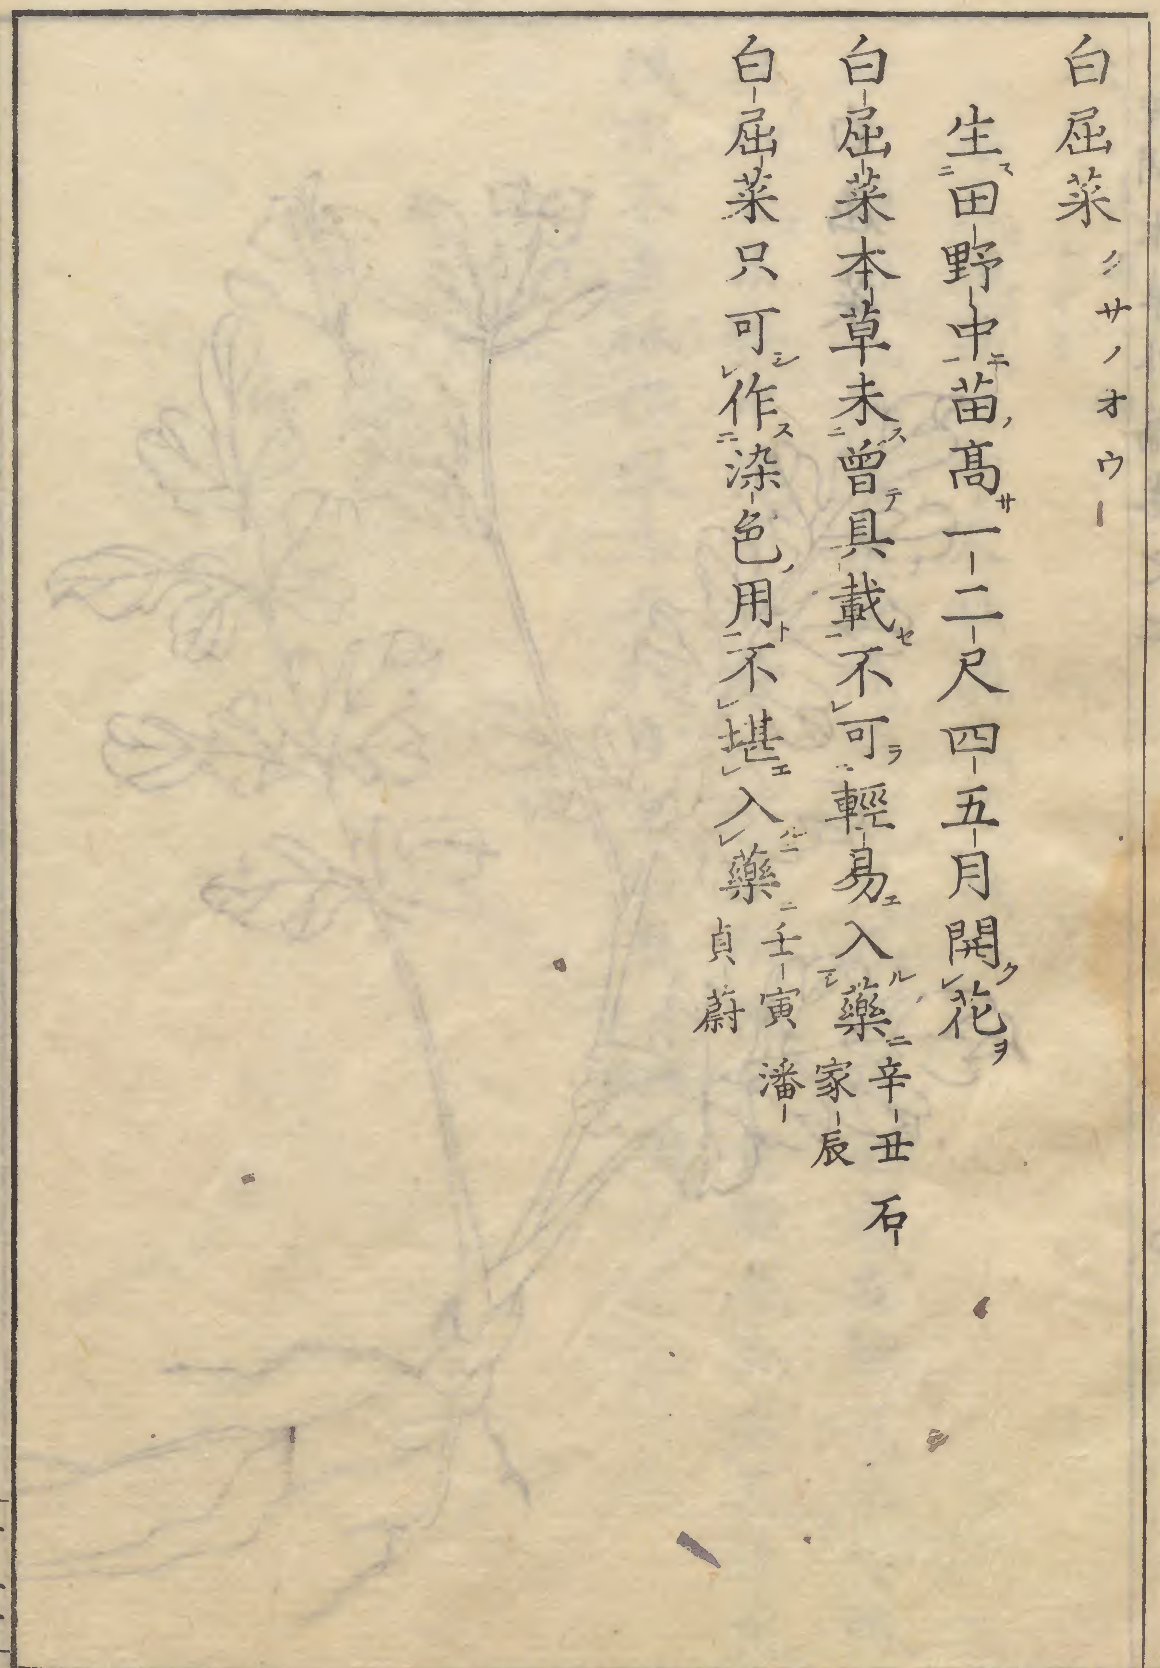 白屈菜 クサノオウ
生田野中苗高一二尺四五月開花
白屈菜本草未曾具載不可輕易入藥 辛丑 石家辰
白屈菜只可作染色用不堪入藥 壬寅 潘貞蔚